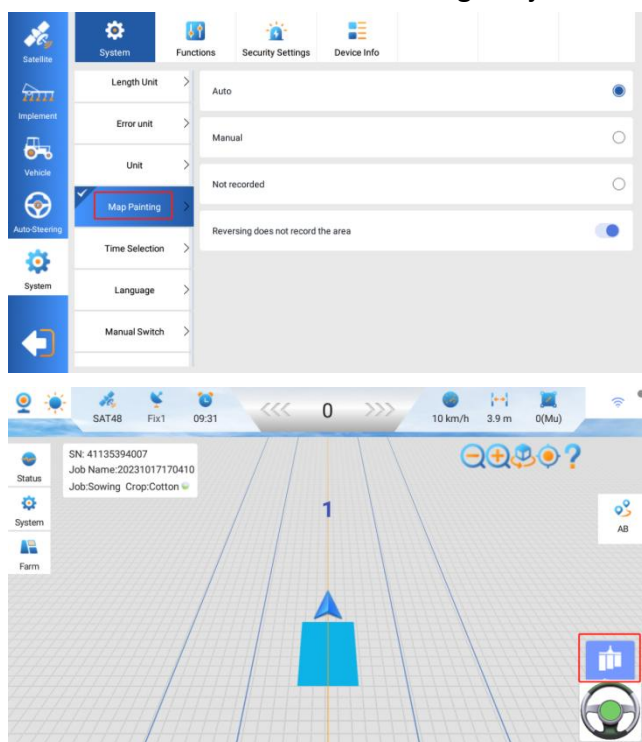 System
Functions
Security Settings
Device Info
Satellite
Implement
Vehicle
Auto-Steering
System
Length Unit
Error unit
Unit
Map Painting
Time Selection
Language
Manual Switch
Auto
Manual
Not recorded
Reversing does not record the area
SAT48
Fix1
09:31
<<< 0 >>>
10 km/h
3.9 m
0(Mu)
SN: 41135394007
Job Name:20231017170410
Job:Sowing Crop:Cotton
Status
System
Farm
?
1
AB